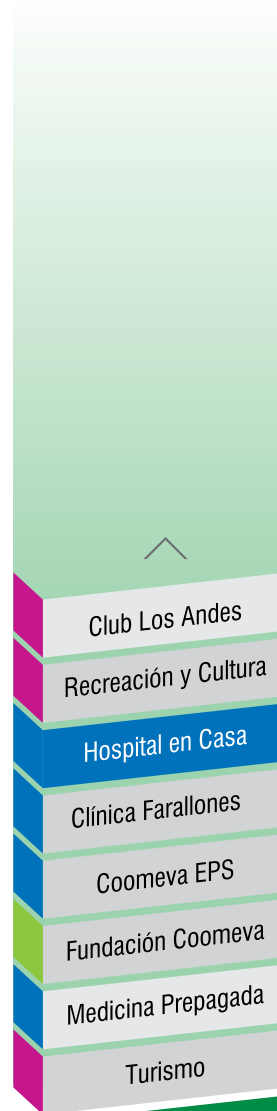 Club Los Andes
Recreación y Cultura
Hospital en Casa
Clínica Farallones
Coomeva EPS
Fundación Coomeva
Medicina Prepagada
Turismo